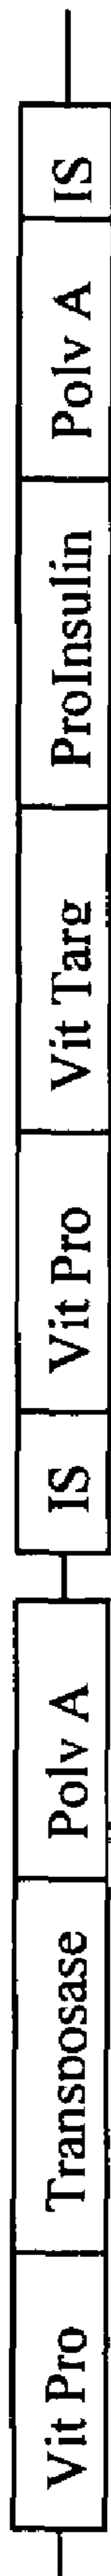 Vit Pro
Transposase
Poly A
IS
Vit Pro
Vit Targ
ProInsulin
Poly A
IS